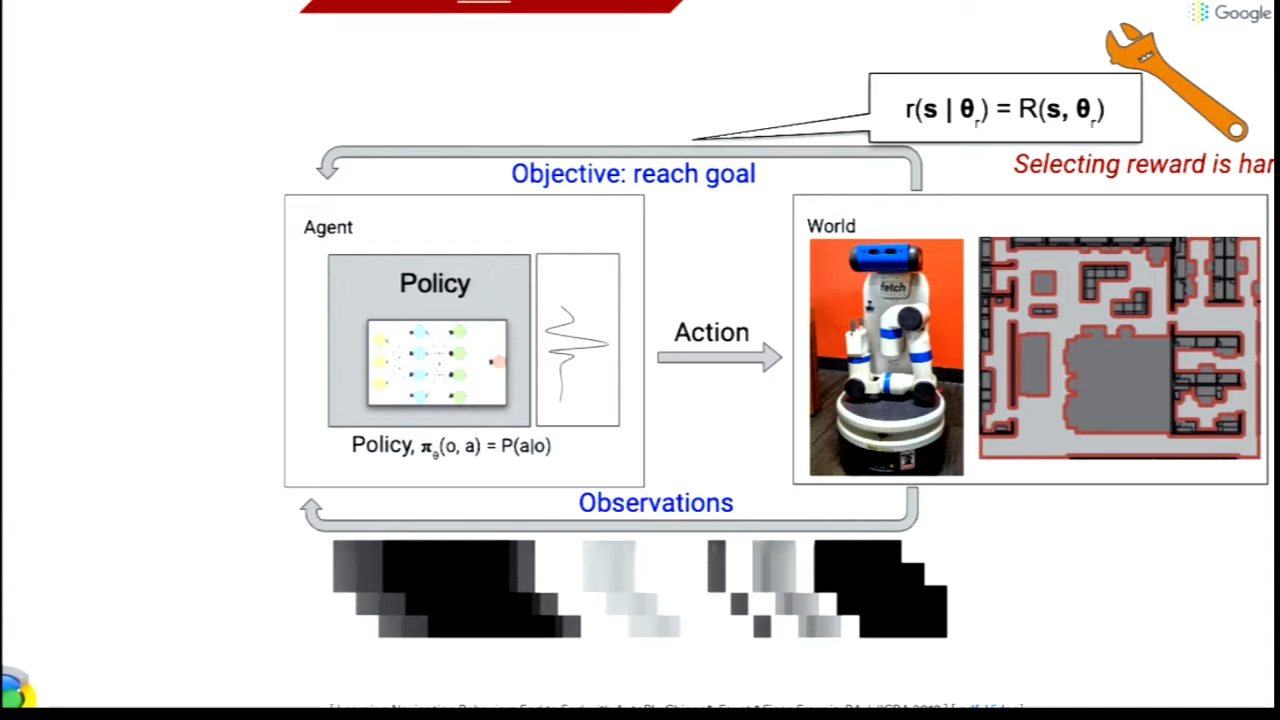 Google
r(s | θr) = R(s, θr)
Selecting reward is har
Objective: reach goal
Agent
World
Policy
fetch
Action
Policy, πθ(o, a) = P(a|o)
Observations